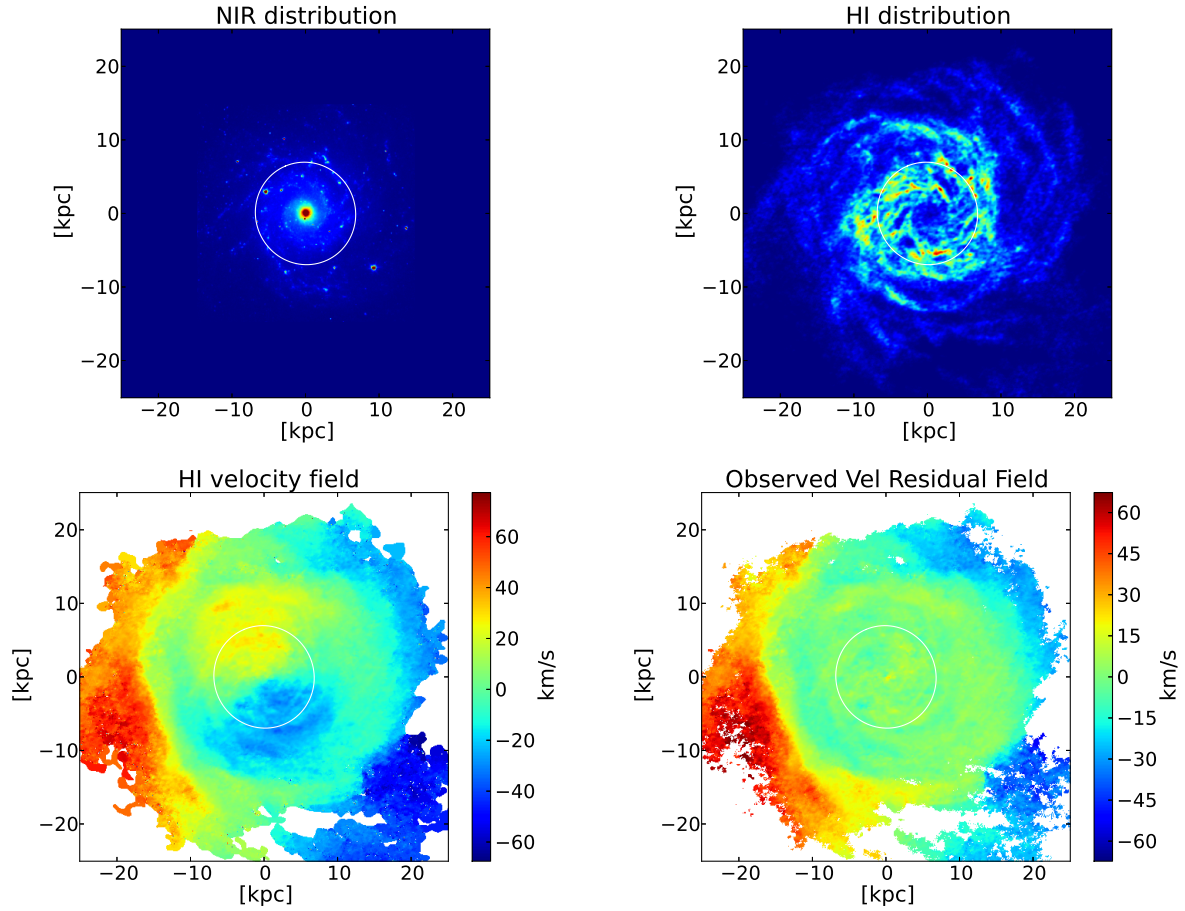 NIR distribution
HI distribution
20
10
0
−10
−20
[kpc]
−20 −10 0 10 20
[kpc]
20
10
0
−10
−20
[kpc]
−20 −10 0 10 20
[kpc]
HI velocity field
Observed Vel Residual Field
20
10
0
−10
−20
[kpc]
−20 −10 0 10 20
[kpc]
60
40
20
0
−20
−40
−60
km/s
20
10
0
−10
−20
[kpc]
−20 −10 0 10 20
[kpc]
60
45
30
15
0
−15
−30
−45
−60
km/s